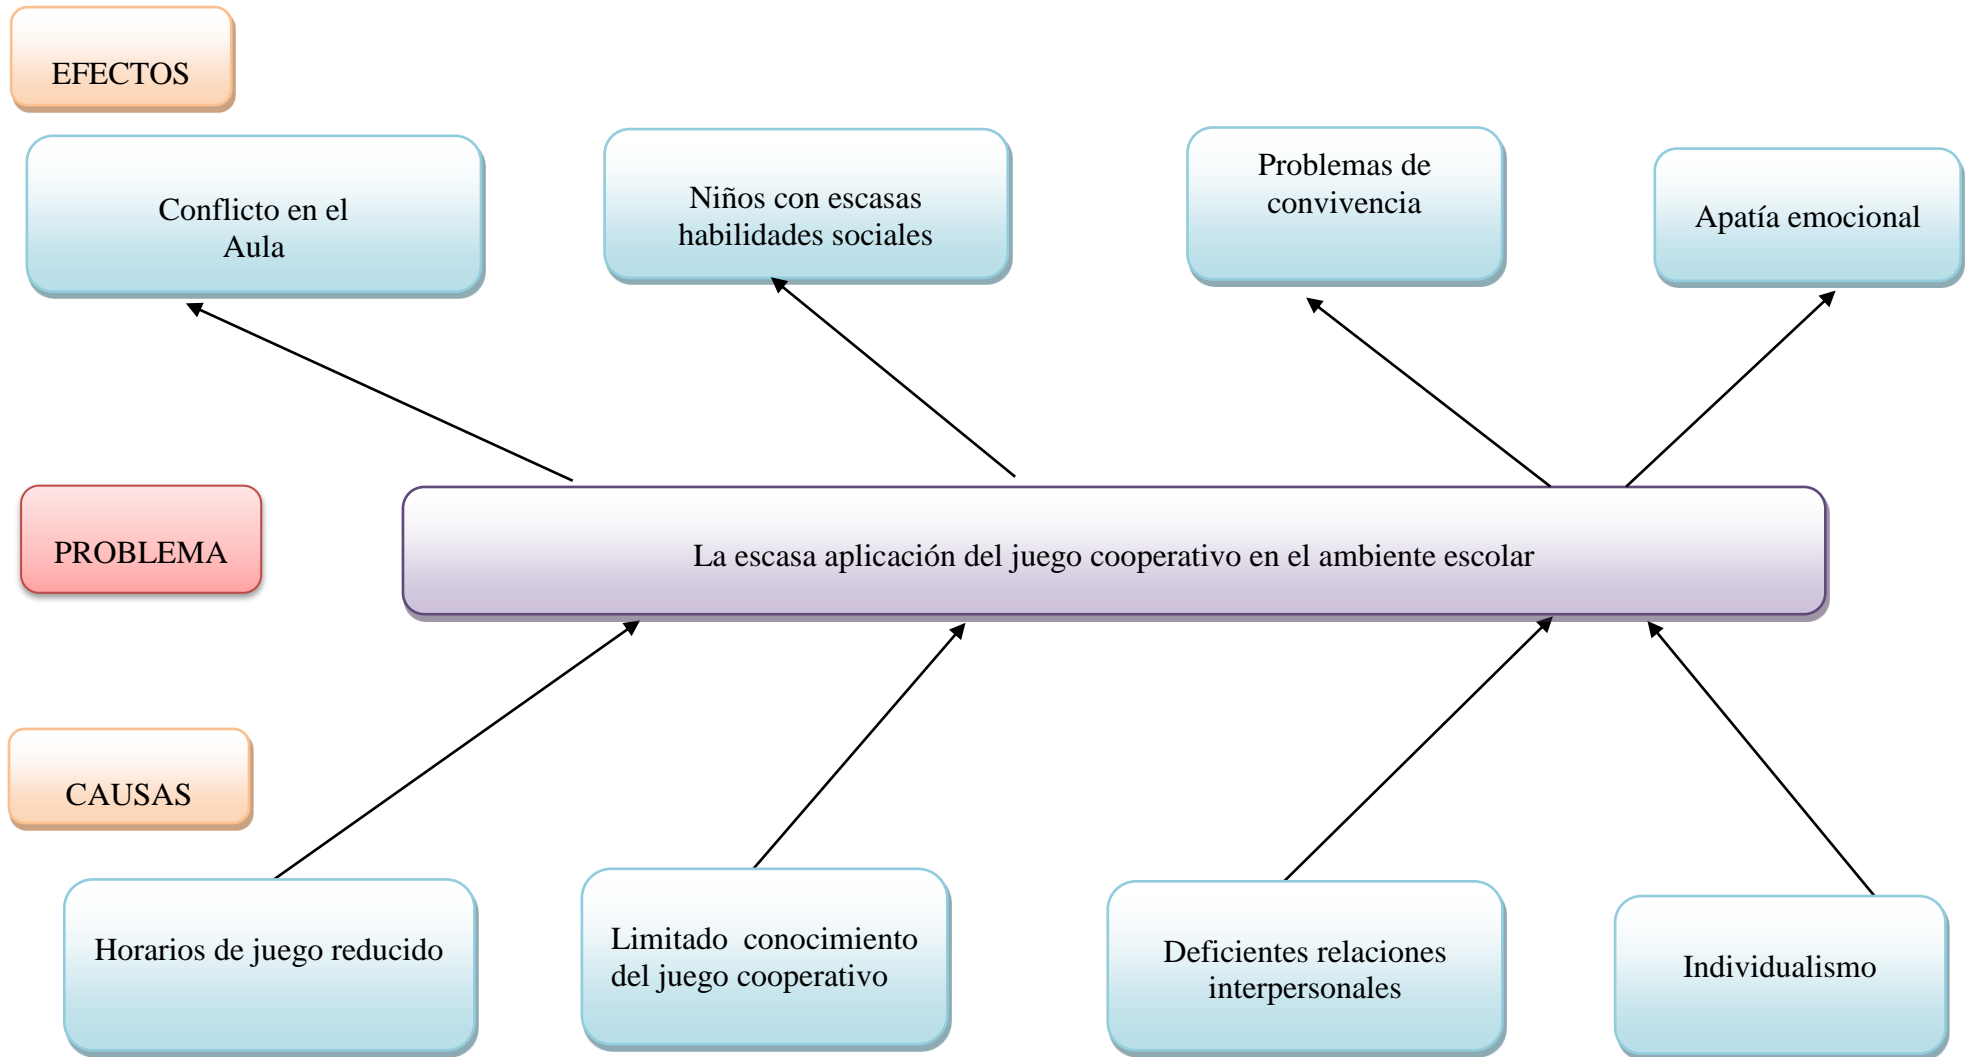 EFECTOS
Conflicto en el
Aula
Niños con escasas
habilidades sociales
Problemas de
convivencia
Apatía emocional
PROBLEMA
La escasa aplicación del juego cooperativo en el ambiente escolar
CAUSAS
Horarios de juego reducido
Limitado  conocimiento
del juego cooperativo
Deficientes relaciones
interpersonales
Individualismo